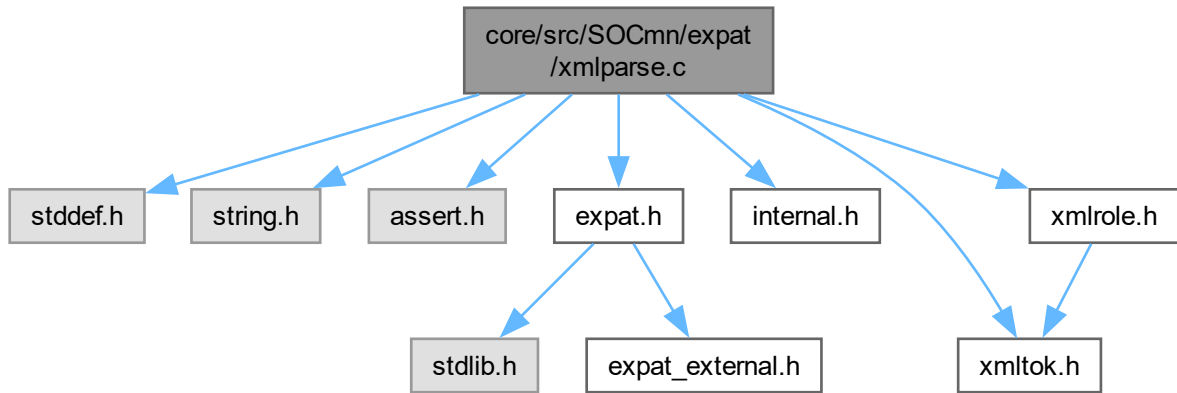 core/src/SOCmn/expat
/xmlparse.c
stddef.h
string.h
assert.h
expat.h
internal.h
xmlrole.h
stdlib.h
expat_external.h
xmltok.h